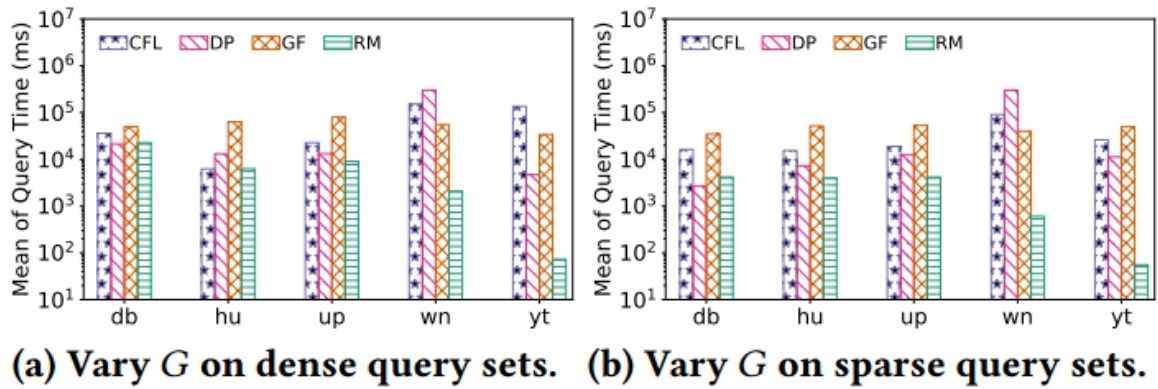 CFL DP GF RM
Mean of Query Time (ms)
10^7
10^6
10^5
10^4
10^3
10^2
10^1
db hu up wn yt
(a) Vary G on dense query sets.
CFL DP GF RM
Mean of Query Time (ms)
10^7
10^6
10^5
10^4
10^3
10^2
10^1
db hu up wn yt
(b) Vary G on sparse query sets.